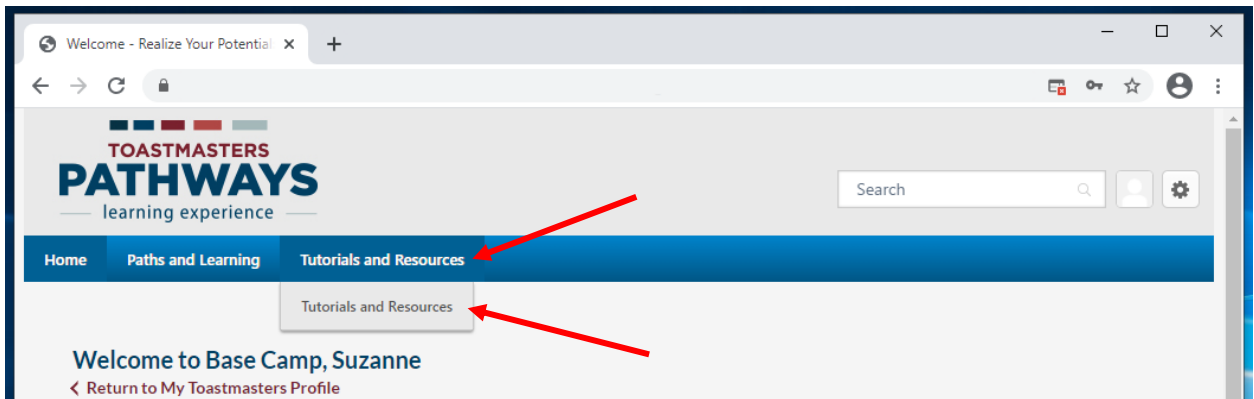 Welcome - Realize Your Potential
TOASTMASTERS
PATHWAYS
learning experience
Search
Home Paths and Learning Tutorials and Resources
Tutorials and Resources
Welcome to Base Camp, Suzanne
Return to My Toastmasters Profile